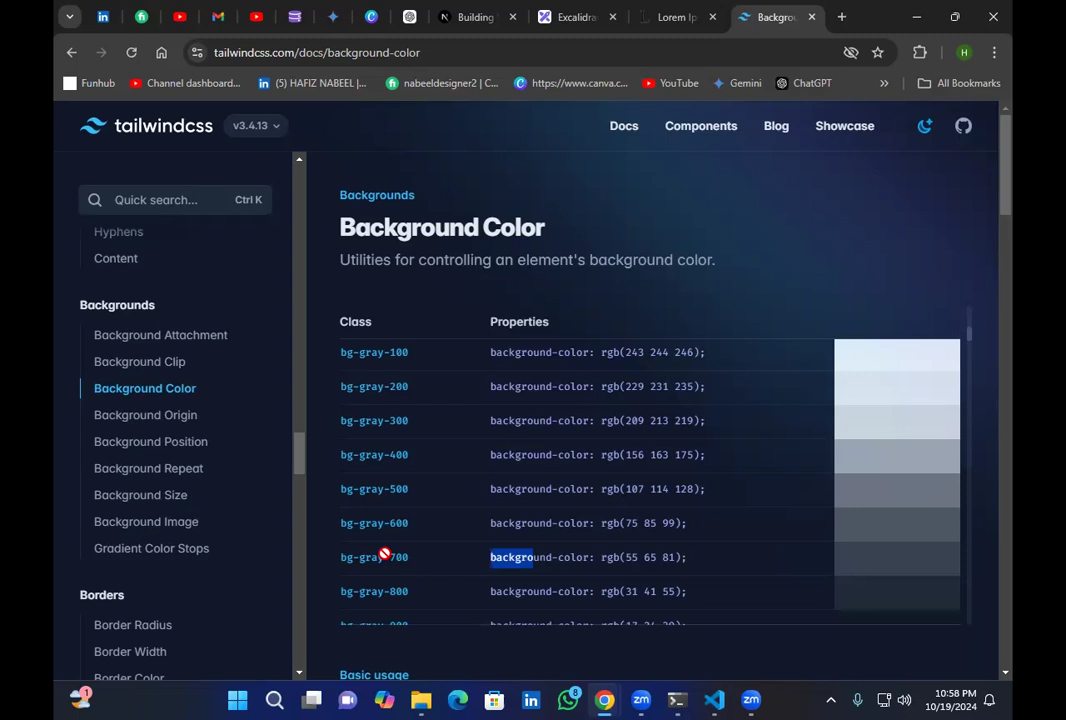 Building
Excalidra
Lorem Ip
Backgrou
tailwindcss.com/docs/background-color
H
Funhub
Channel dashboard...
(5) HAFIZ NABEEL |...
nabeeldesigner2 | C...
https://www.canva.c...
YouTube
Gemini
ChatGPT
»
All Bookmarks
tailwindcss
v3.4.13
Docs
Components
Blog
Showcase
Quick search...
Ctrl K
Hyphens
Content
Backgrounds
Background Attachment
Background Clip
Background Color
Background Origin
Background Position
Background Repeat
Background Size
Background Image
Gradient Color Stops
Borders
Border Radius
Border Width
Border Color
Backgrounds
Background Color
Utilities for controlling an element's background color.
Class Properties
bg-gray-100 background-color: rgb(243 244 246);
bg-gray-200 background-color: rgb(229 231 235);
bg-gray-300 background-color: rgb(209 213 219);
bg-gray-400 background-color: rgb(156 163 175);
bg-gray-500 background-color: rgb(107 114 128);
bg-gray-600 background-color: rgb(75 85 99);
bg-gray-700 background-color: rgb(55 65 81);
bg-gray-800 background-color: rgb(31 41 55);
Basic usage
1
8
10:58 PM
10/19/2024